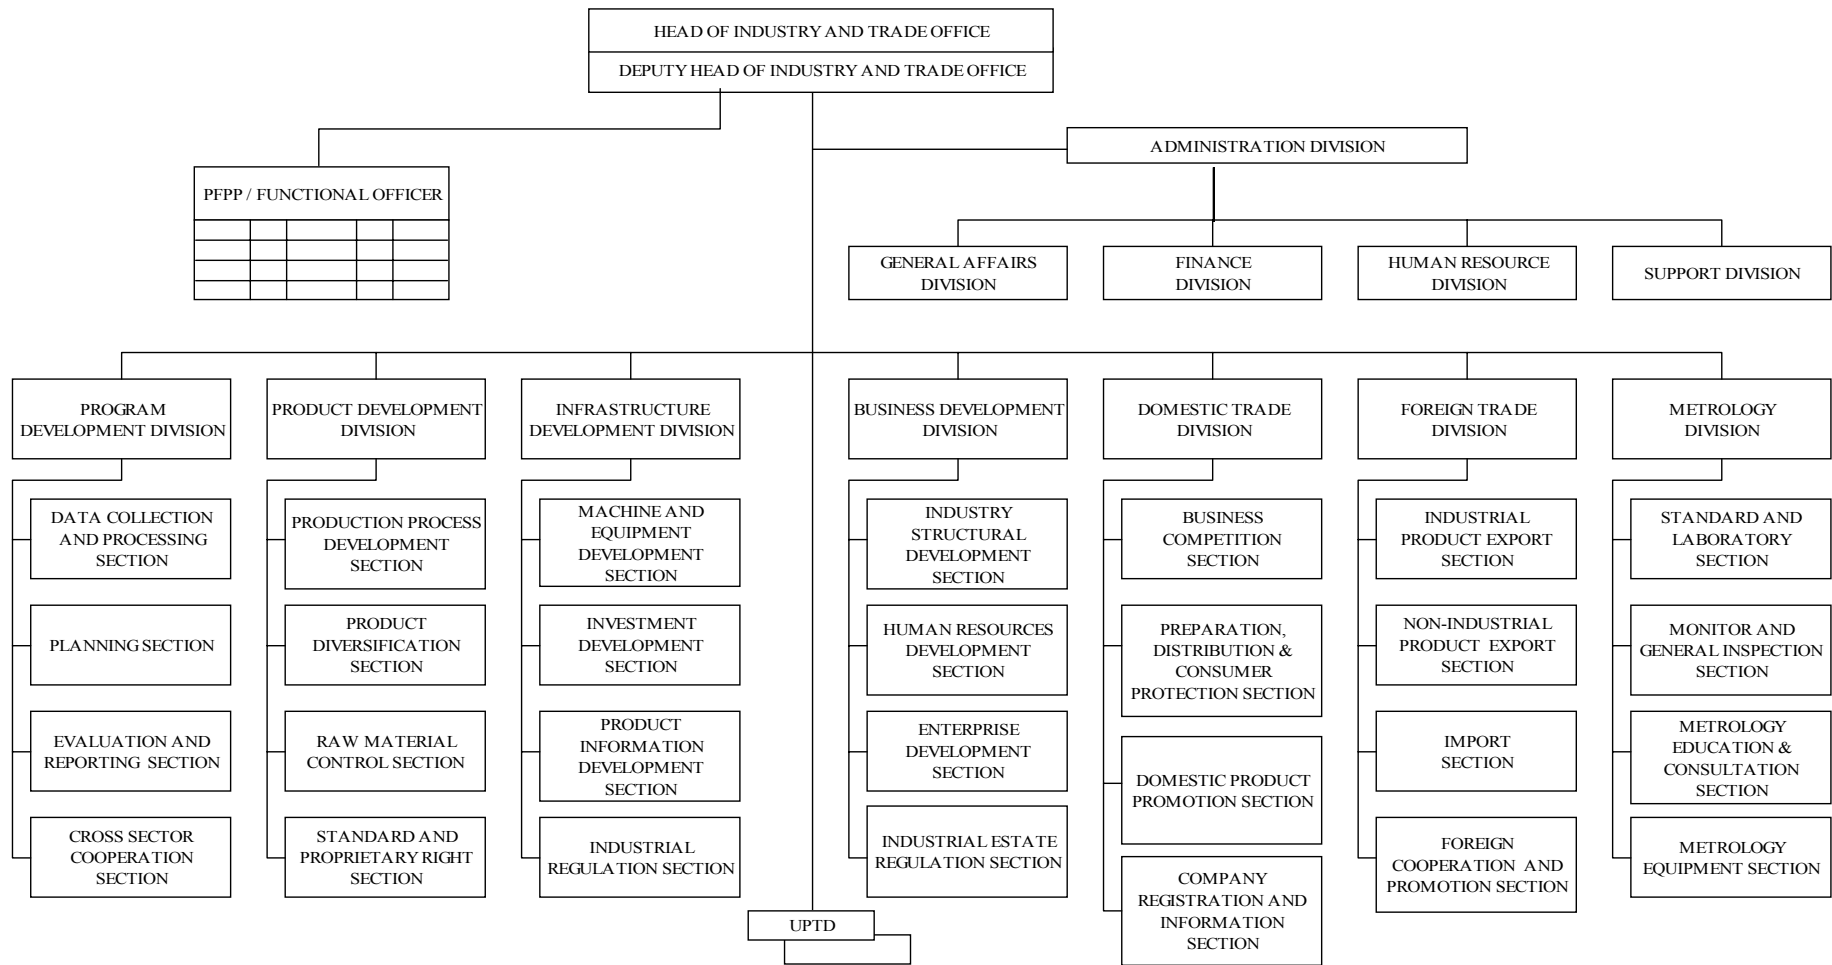 HEAD OF INDUSTRY AND TRADE OFFICE
DEPUTY HEAD OF INDUSTRY AND TRADE OFFICE
ADMINISTRATION DIVISION
PFPP / FUNCTIONAL OFFICER
GENERAL AFFAIRS
DIVISION
FINANCE
DIVISION
HUMAN RESOURCE
DIVISION
SUPPORT DIVISION
PROGRAM
DEVELOPMENT DIVISION
PRODUCT DEVELOPMENT
DIVISION
INFRASTRUCTURE
DEVELOPMENT DIVISION
BUSINESS DEVELOPMENT
DIVISION
DOMESTIC TRADE
DIVISION
FOREIGN TRADE
DIVISION
METROLOGY
DIVISION
DATA COLLECTION
AND PROCESSING
SECTION
PLANNING SECTION
EVALUATION AND
REPORTING SECTION
CROSS SECTOR
COOPERATION
SECTION
PRODUCTION PROCESS
DEVELOPMENT
SECTION
PRODUCT
DIVERSIFICATION
SECTION
RAW MATERIAL
CONTROL SECTION
STANDARD AND
PROPRIETARY RIGHT
SECTION
MACHINE AND
EQUIPMENT
DEVELOPMENT
SECTION
INVESTMENT
DEVELOPMENT
SECTION
PRODUCT
INFORMATION
DEVELOPMENT
SECTION
INDUSTRIAL
REGULATION SECTION
INDUSTRY
STRUCTURAL
DEVELOPMENT
SECTION
HUMAN RESOURCES
DEVELOPMENT
SECTION
ENTERPRISE
DEVELOPMENT
SECTION
INDUSTRIAL ESTATE
REGULATION SECTION
BUSINESS
COMPETITION
SECTION
PREPARATION,
DISTRIBUTION &
CONSUMER
PROTECTION SECTION
DOMESTIC PRODUCT
PROMOTION SECTION
COMPANY
REGISTRATION AND
INFORMATION
SECTION
INDUSTRIAL
PRODUCT EXPORT
SECTION
NON-INDUSTRIAL
PRODUCT EXPORT
SECTION
IMPORT
SECTION
FOREIGN
COOPERATION AND
PROMOTION SECTION
STANDARD AND
LABORATORY
SECTION
MONITOR AND
GENERAL INSPECTION
SECTION
METROLOGY
EDUCATION &
CONSULTATION
SECTION
METROLOGY
EQUIPMENT SECTION
UPTD